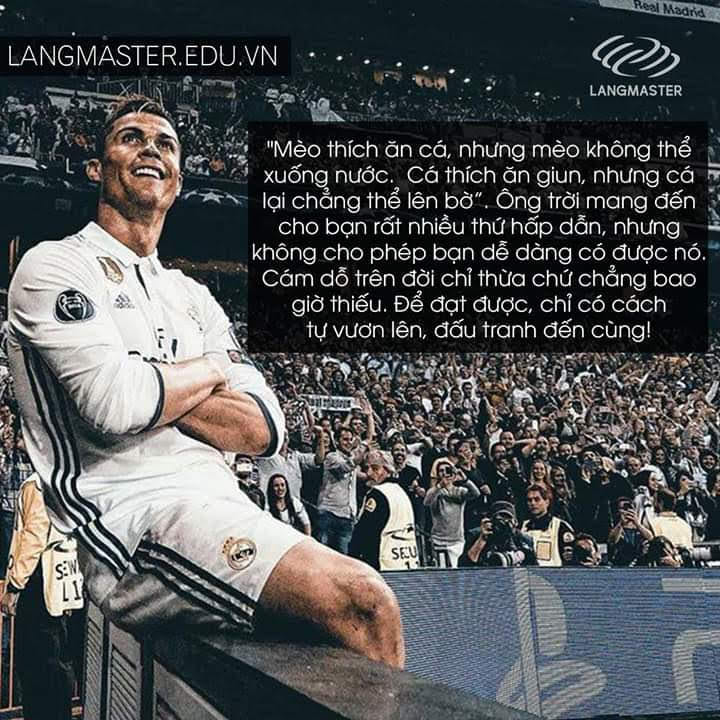 Real Madrid
LANGMASTER.EDU.VN
LANGMASTER
"Mèo thích ăn cá, nhưng mèo không thể
xuống nước. Cá thích ăn giun, nhưng cá
lại chẳng thể lên bờ”. Ông trời mang đến
cho bạn rất nhiều thứ hấp dẫn, nhưng
không cho phép bạn dễ dàng có được nó.
Cám dỗ trên đời chỉ thừa chứ chẳng bao
giờ thiếu. Để đạt được, chỉ có cách
tự vươn lên, đấu tranh đến cùng!
adidas